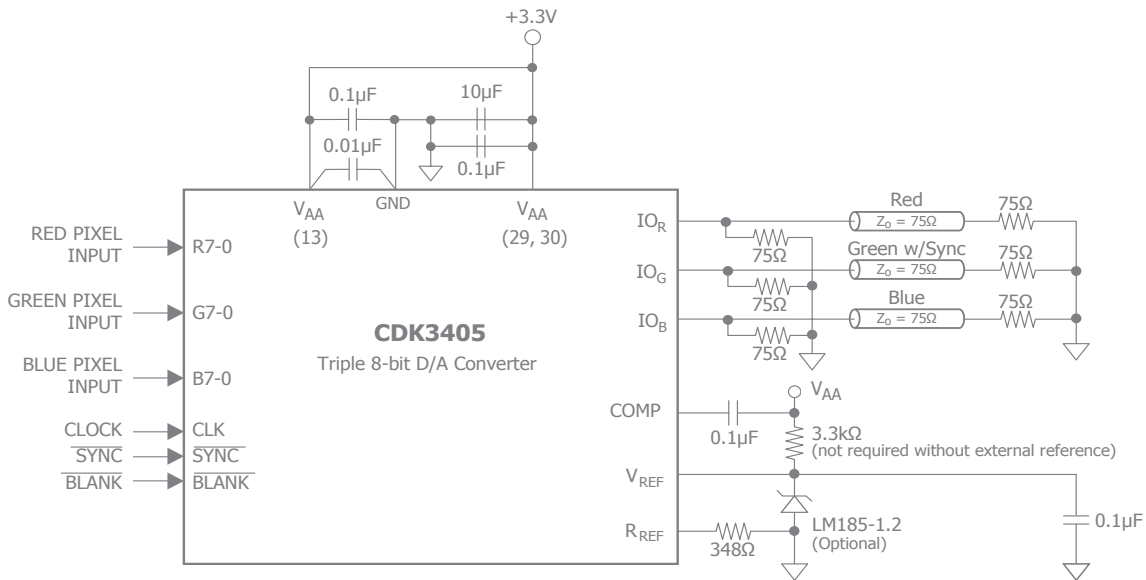 +3.3V
0.1µF
10µF
0.01µF
0.1µF
V_AA
(13)
GND
V_AA
(29, 30)
RED PIXEL
INPUT
R7-0
GREEN PIXEL
INPUT
G7-0
BLUE PIXEL
INPUT
B7-0
CLOCK
CLK
SYNC
SYNC
BLANK
BLANK
CDK3405
Triple 8-bit D/A Converter
IO_R
Red
Z_o = 75Ω
75Ω
75Ω
IO_G
Green w/Sync
Z_o = 75Ω
75Ω
75Ω
IO_B
Blue
Z_o = 75Ω
75Ω
75Ω
COMP
0.1µF
V_AA
3.3kΩ
(not required without external reference)
V_REF
LM185-1.2
(Optional)
0.1µF
R_REF
348Ω